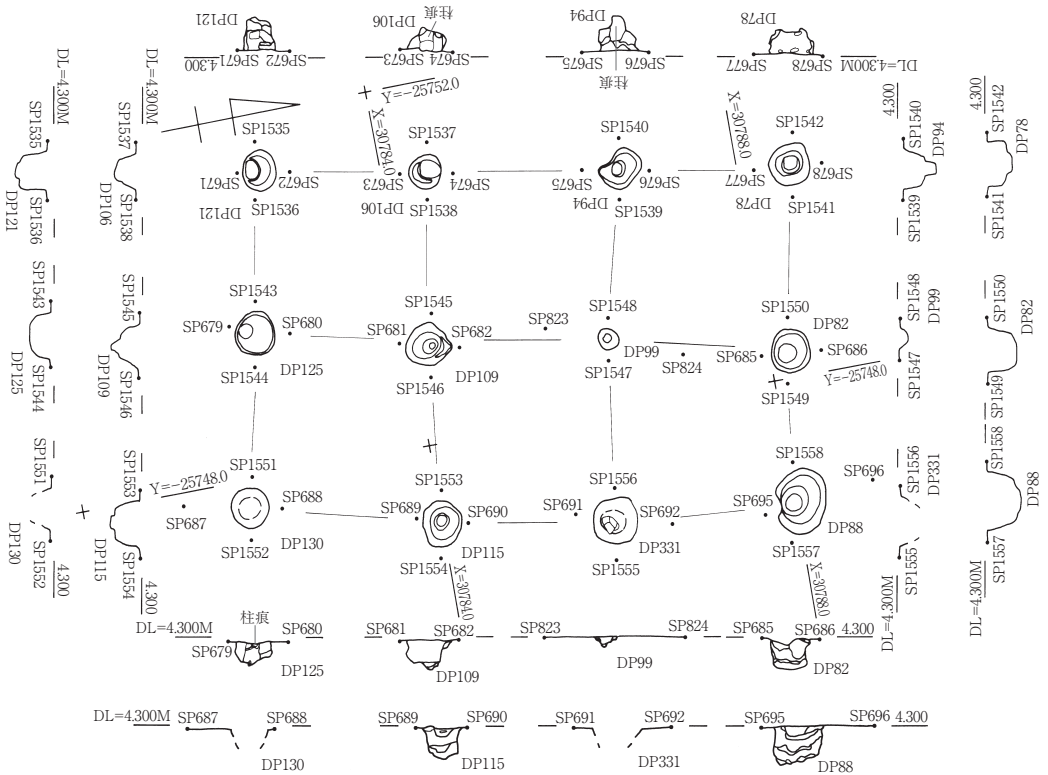 DP121
柱痕
DP106
DP94
DP78
4.300
SP671
SP672
SP673
SP674
SP675
SP676
柱痕
SP677
SP678
DL=4.300M
DL=4.300M
DL=4.300M
Y=-25752.0
X=30784.0
X=30788.0
4.300
4.300
SP1535
SP1537
SP1540
DP94
SP1542
DP78
SP1535
SP1537
SP1540
SP1542
SP671
SP672
SP673
SP674
SP675
SP676
SP677
SP678
DP121
SP1536
DP106
SP1538
DP94
SP1539
DP78
SP1541
DP121
SP1536
DP106
SP1538
SP1539
SP1541
SP1543
SP1545
SP1548
DP99
SP1550
DP82
SP1543
SP1545
SP1548
SP1550
SP679
SP680
SP681
SP682
SP823
DP99
SP824
SP685
DP82
SP686
SP1544
DP125
SP1546
DP109
SP1547
SP1549
Y=-25748.0
DP125
SP1544
DP109
SP1546
SP1547
SP1549
SP1551
SP1553
SP1556
DP331
SP1558
DP88
Y=-25748.0
SP1551
SP1553
SP1556
SP1558
SP687
SP688
SP689
SP690
SP691
SP692
SP695
SP696
SP1552
DP130
SP1554
DP115
DP331
SP1555
SP1557
DP88
DP130
SP1552
4.300
DP115
SP1554
4.300
X=30784.0
X=30788.0
SP1555
DL=4.300M
SP1557
DL=4.300M
柱痕
DL=4.300M
SP679
SP680
DP125
SP681
SP682
DP109
SP823
SP824
DP99
SP685
SP686
4.300
DP82
DL=4.300M
SP687
SP688
DP130
SP689
SP690
DP115
SP691
SP692
DP331
SP695
SP696
4.300
DP88